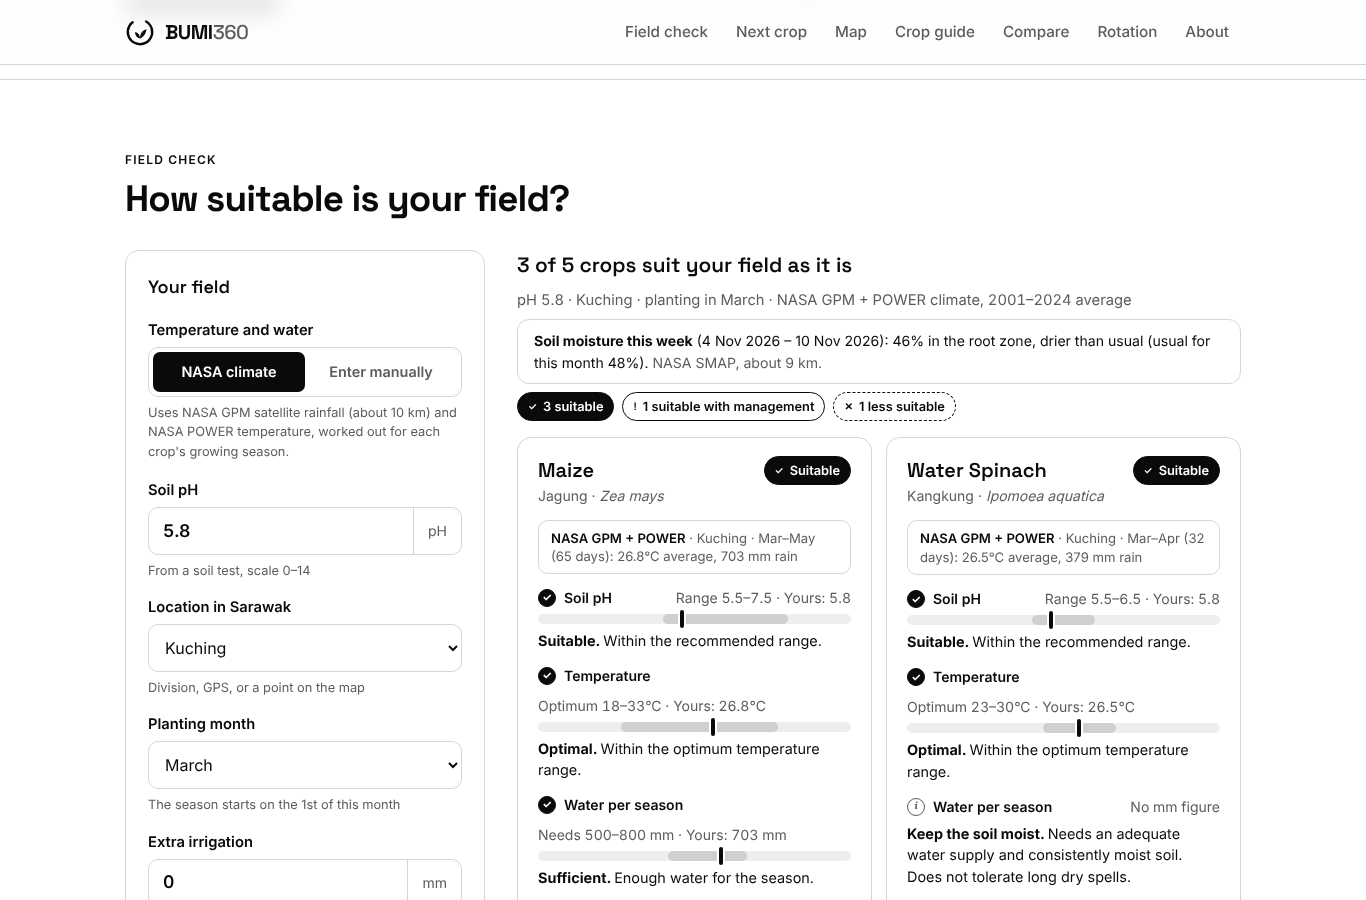 BUMI360
Field check
Next crop
Map
Crop guide
Compare
Rotation
About
FIELD CHECK
How suitable is your field?
Your field
Temperature and water
NASA climate
Enter manually
Uses NASA GPM satellite rainfall (about 10 km) and
NASA POWER temperature, worked out for each
crop's growing season.
Soil pH
5.8
pH
From a soil test, scale 0–14
Location in Sarawak
Kuching
Division, GPS, or a point on the map
Planting month
March
The season starts on the 1st of this month
Extra irrigation
0
mm
3 of 5 crops suit your field as it is
pH 5.8 · Kuching · planting in March · NASA GPM + POWER climate, 2001–2024 average
Soil moisture this week (4 Nov 2026 – 10 Nov 2026): 46% in the root zone, drier than usual (usual for
this month 48%). NASA SMAP, about 9 km.
✓ 3 suitable
! 1 suitable with management
✕ 1 less suitable
Maize
✓ Suitable
Jagung · Zea mays
NASA GPM + POWER · Kuching · Mar–May
(65 days): 26.8°C average, 703 mm rain
Soil pH
Range 5.5–7.5 · Yours: 5.8
Suitable. Within the recommended range.
Temperature
Optimum 18–33°C · Yours: 26.8°C
Optimal. Within the optimum temperature
range.
Water per season
Needs 500–800 mm · Yours: 703 mm
Sufficient. Enough water for the season.
Water Spinach
✓ Suitable
Kangkung · Ipomoea aquatica
NASA GPM + POWER · Kuching · Mar–Apr (32
days): 26.5°C average, 379 mm rain
Soil pH
Range 5.5–6.5 · Yours: 5.8
Suitable. Within the recommended range.
Temperature
Optimum 23–30°C · Yours: 26.5°C
Optimal. Within the optimum temperature
range.
i Water per season
No mm figure
Keep the soil moist. Needs an adequate
water supply and consistently moist soil.
Does not tolerate long dry spells.